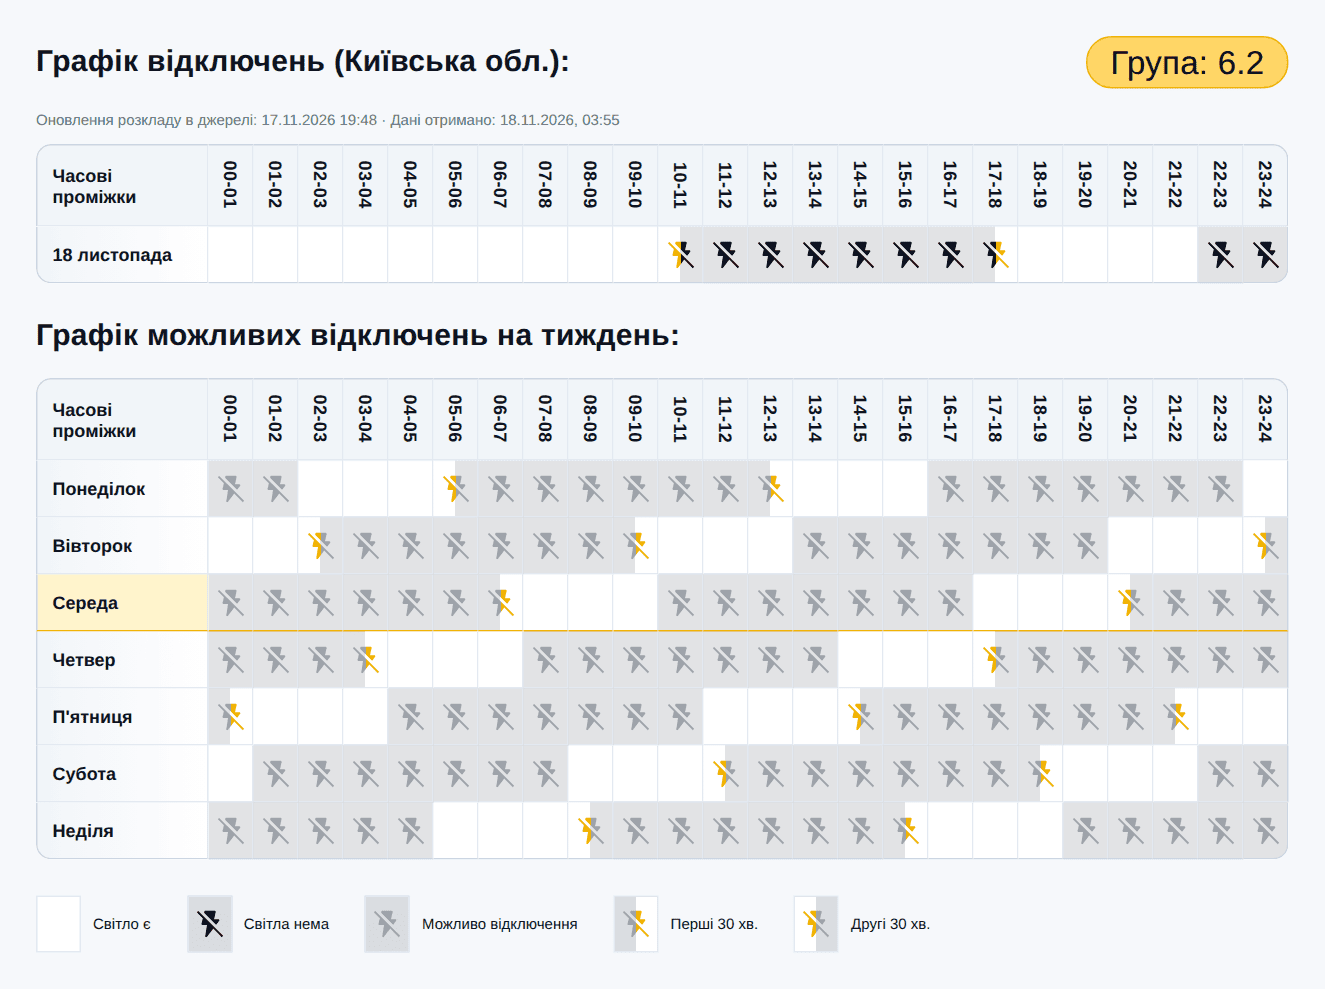 Графік відключень (Київська обл.):
Група: 6.2
Оновлення розкладу в джерелі: 17.11.2026 19:48 · Дані отримано: 18.11.2026, 03:55
Часові
проміжки
00-01 01-02 02-03 03-04 04-05 05-06 06-07 07-08 08-09 09-10 10-11 11-12 12-13 13-14 14-15 15-16 16-17 17-18 18-19 19-20 20-21 21-22 22-23 23-24
18 листопада
Графік можливих відключень на тиждень:
Часові
проміжки
00-01 01-02 02-03 03-04 04-05 05-06 06-07 07-08 08-09 09-10 10-11 11-12 12-13 13-14 14-15 15-16 16-17 17-18 18-19 19-20 20-21 21-22 22-23 23-24
Понеділок
Вівторок
Середа
Четвер
П'ятниця
Субота
Неділя
Світло є
Світла нема
Можливо відключення
Перші 30 хв.
Другі 30 хв.